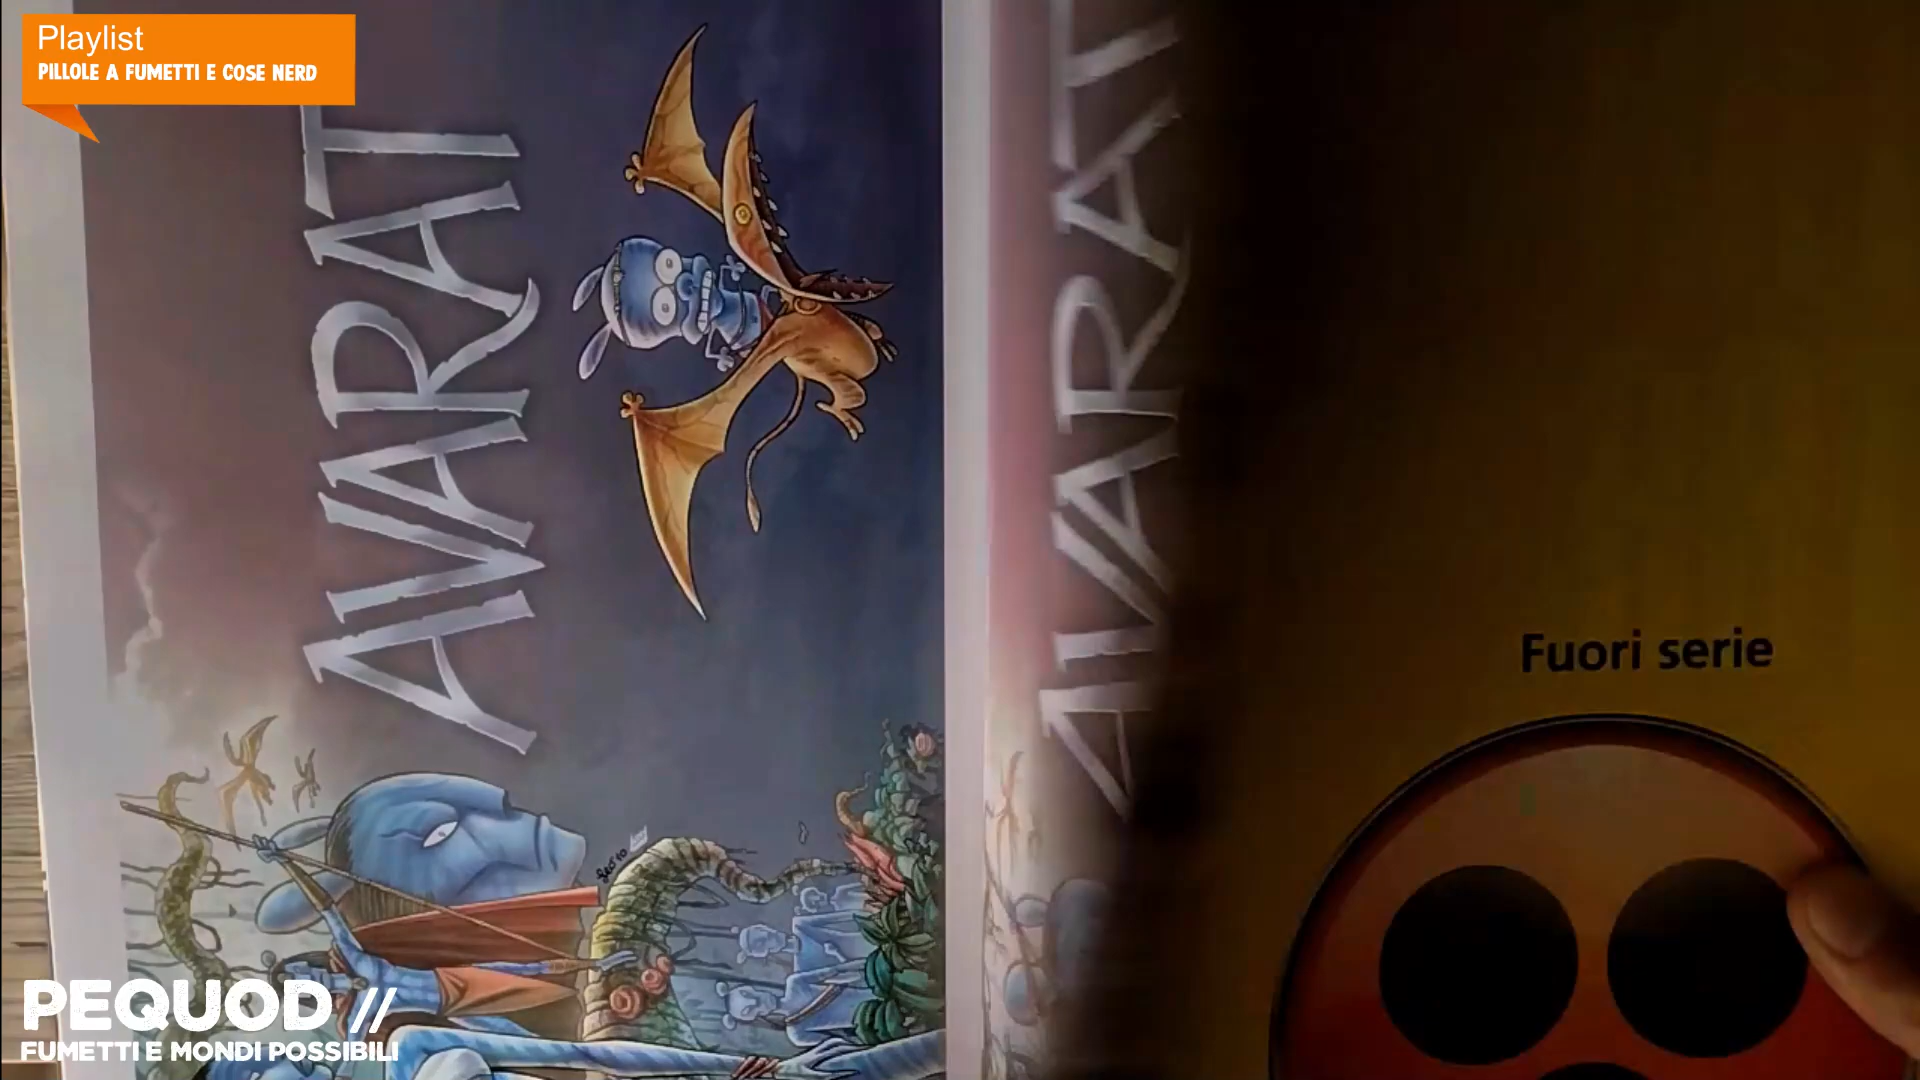 Playlist
PILLOLE A FUMETTI E COSE NERD
AVARAT
AVARAT
Fuori serie
PEQUOD //
FUMETTI E MONDI POSSIBILI